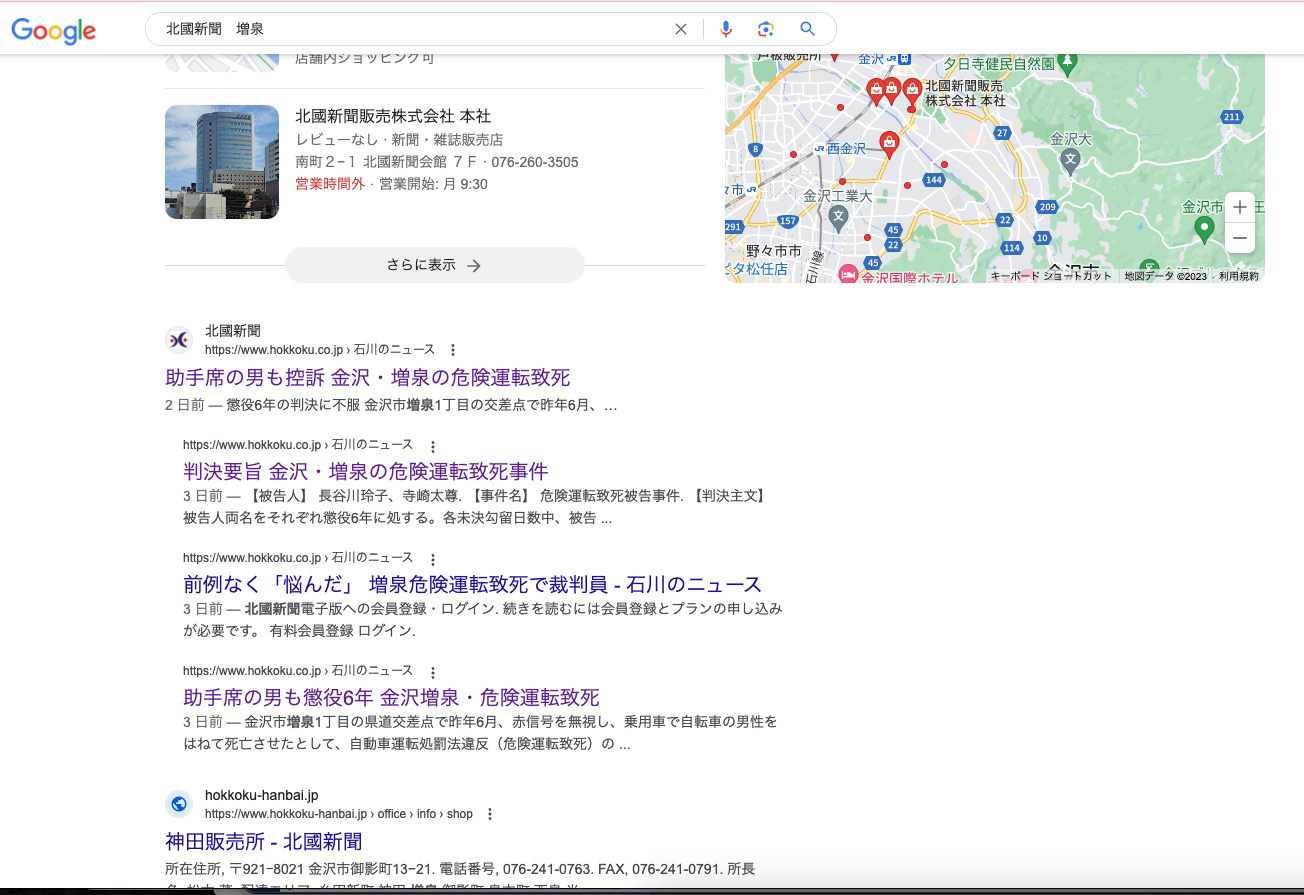 Google
北國新聞 増泉
店舗内ショッピング可
北國新聞販売株式会社 本社
レビューなし · 新聞・雑誌販売店
南町２−１ 北國新聞会館 ７Ｆ · 076-260-3505
営業時間外 · 営業開始: 月 9:30
さらに表示
戸板販売所
金沢 JR
夕日寺健民自然園
北國新聞販売
株式会社 本社
211
27
8
JR 西金沢
金沢大
文
144
金沢工業大
文
209
金沢市
王
291
157
22
45
22
10
114
野々市市
45
石川線
ピタ松任店
金沢国際ホテル
金沢市
キーボード ショートカット 地図データ ©2023 利用規約
北國新聞
https://www.hokkoku.co.jp › 石川のニュース
助手席の男も控訴 金沢・増泉の危険運転致死
2 日前 — 懲役6年の判決に不服 金沢市増泉1丁目の交差点で昨年6月、…
https://www.hokkoku.co.jp › 石川のニュース
判決要旨 金沢・増泉の危険運転致死事件
3 日前 — 【被告人】 長谷川玲子、寺崎太尊. 【事件名】 危険運転致死被告事件. 【判決主文】
被告人両名をそれぞれ懲役6年に処する。各未決勾留日数中、被告 ...
https://www.hokkoku.co.jp › 石川のニュース
前例なく「悩んだ」 増泉危険運転致死で裁判員 - 石川のニュース
3 日前 — 北國新聞電子版への会員登録・ログイン. 続きを読むには会員登録とプランの申し込み
が必要です。 有料会員登録 ログイン.
https://www.hokkoku.co.jp › 石川のニュース
助手席の男も懲役6年 金沢増泉・危険運転致死
3 日前 — 金沢市増泉1丁目の県道交差点で昨年6月、赤信号を無視し、乗用車で自転車の男性を
はねて死亡させたとして、自動車運転処罰法違反（危険運転致死）の ...
hokkoku-hanbai.jp
https://www.hokkoku-hanbai.jp › office › info › shop
神田販売所 - 北國新聞
所在住所, 〒921−8021 金沢市御影町13−21. 電話番号, 076-241-0763. FAX, 076-241-0791. 所長